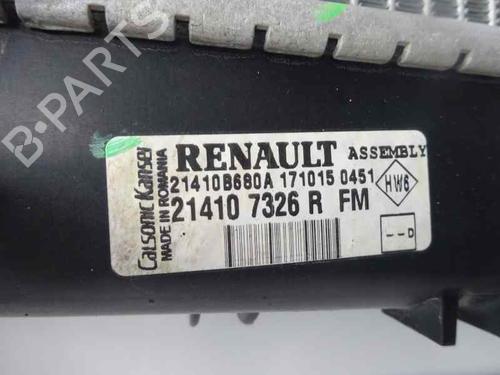 B-PARTS
RENAULT ASSEMBLY
21410B680A 171015 0451
21410 7326 R FM
Calsonic Kansei
MADE IN ROMANIA
HW6
--D